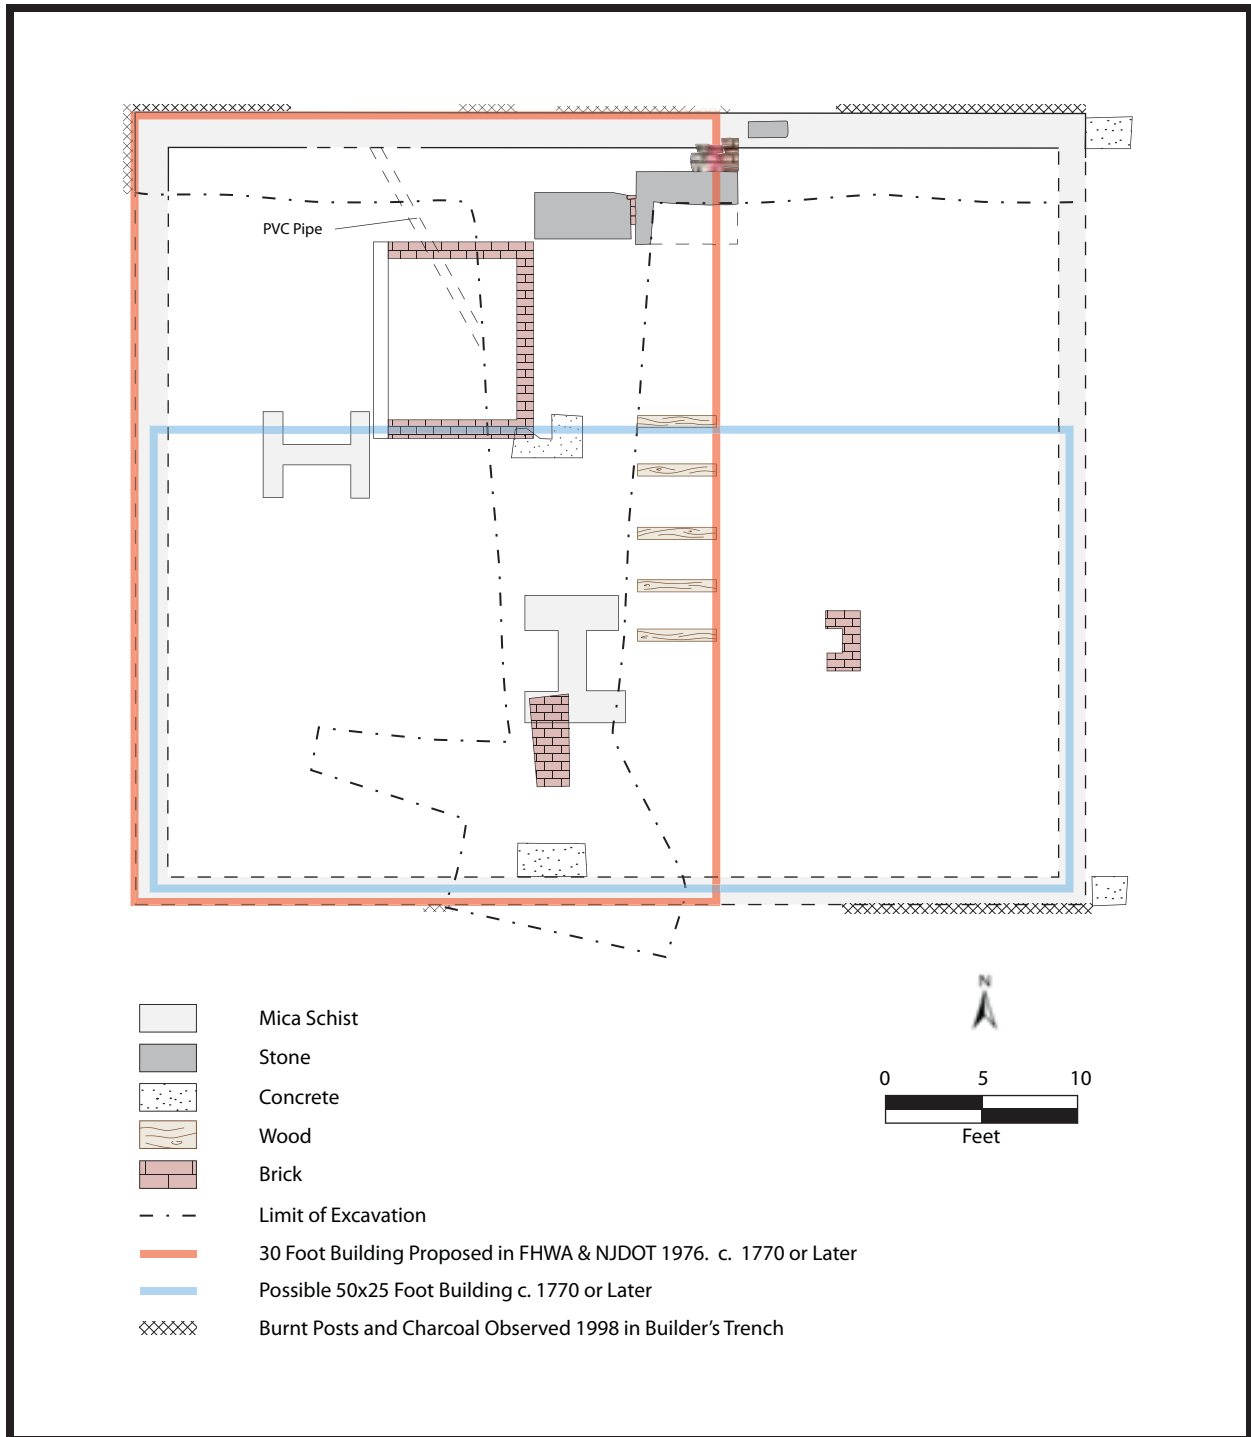 PVC Pipe
Mica Schist
Stone
Concrete
Wood
Brick
Limit of Excavation
30 Foot Building Proposed in FHWA & NJDOT 1976. c. 1770 or Later
Possible 50x25 Foot Building c. 1770 or Later
Burnt Posts and Charcoal Observed 1998 in Builder's Trench
N
0 5 10
Feet